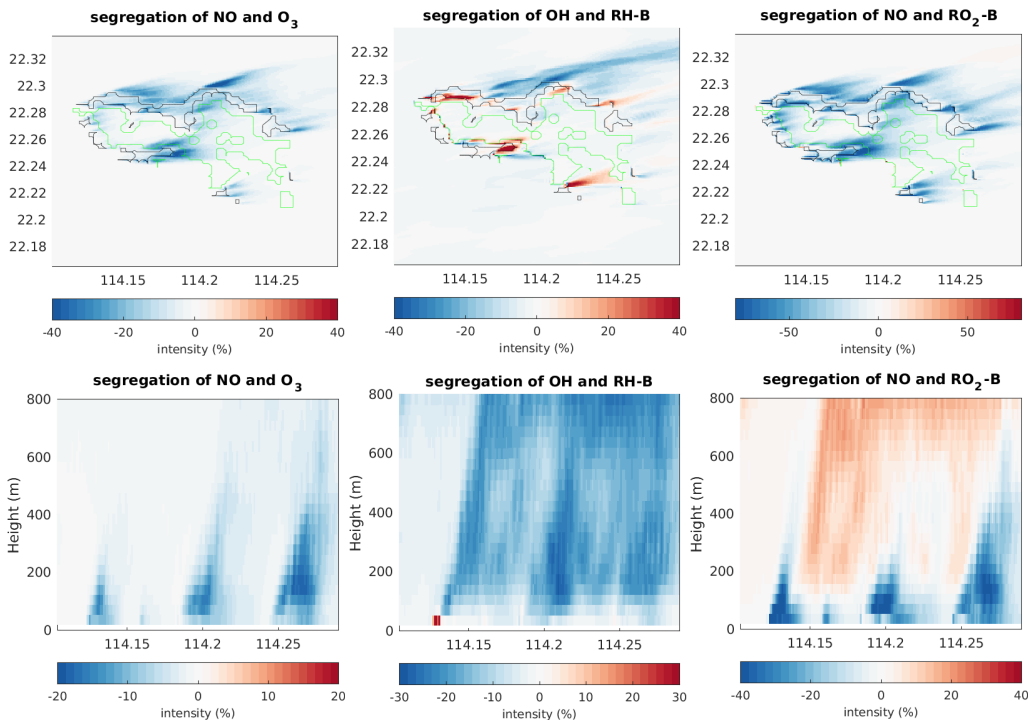 segregation of NO and O3
segregation of OH and RH-B
segregation of NO and RO2-B
22.32
22.3
22.28
22.26
22.24
22.22
22.2
22.18
114.15 114.2 114.25
22.32
22.3
22.28
22.26
22.24
22.22
22.2
22.18
114.15 114.2 114.25
22.32
22.3
22.28
22.26
22.24
22.22
22.2
22.18
114.15 114.2 114.25
-40 -20 0 20 40
intensity (%)
-40 -20 0 20 40
intensity (%)
-50 0 50
intensity (%)
segregation of NO and O3
segregation of OH and RH-B
segregation of NO and RO2-B
Height (m)
800
600
400
200
0
114.15 114.2 114.25
Height (m)
800
600
400
200
0
114.15 114.2 114.25
Height (m)
800
600
400
200
0
114.15 114.2 114.25
-20 -10 0 10 20
intensity (%)
-30 -20 -10 0 10 20 30
intensity (%)
-40 -20 0 20 40
intensity (%)